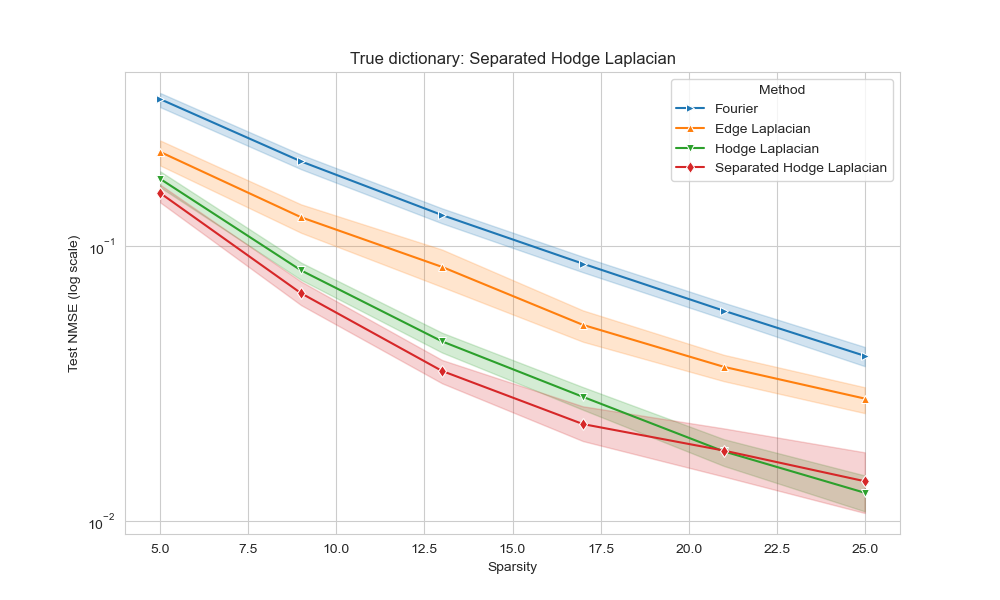 True dictionary: Separated Hodge Laplacian
Method
Fourier
Edge Laplacian
Hodge Laplacian
Separated Hodge Laplacian
Test NMSE (log scale)
10⁻¹
10⁻²
5.0 7.5 10.0 12.5 15.0 17.5 20.0 22.5 25.0
Sparsity